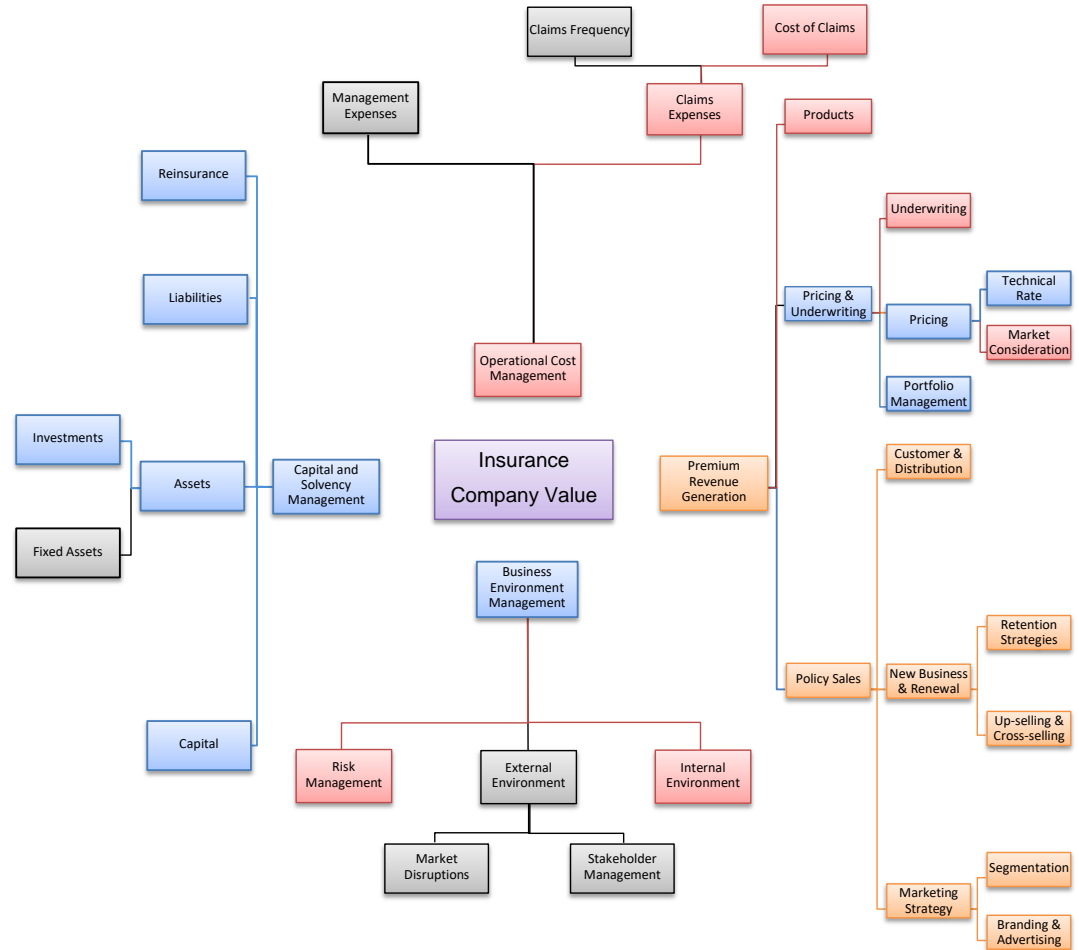 Claims Frequency
Cost of Claims
Management
Expenses
Claims
Expenses
Products
Reinsurance
Underwriting
Liabilities
Pricing &
Underwriting
Pricing
Technical
Rate
Market
Consideration
Operational Cost
Management
Portfolio
Management
Investments
Assets
Capital and
Solvency
Management
Insurance
Company Value
Premium
Revenue
Generation
Customer &
Distribution
Fixed Assets
Business
Environment
Management
Retention
Strategies
Policy Sales
New Business
& Renewal
Up-selling &
Cross-selling
Capital
Risk
Management
External
Environment
Internal
Environment
Market
Disruptions
Stakeholder
Management
Segmentation
Marketing
Strategy
Branding &
Advertising